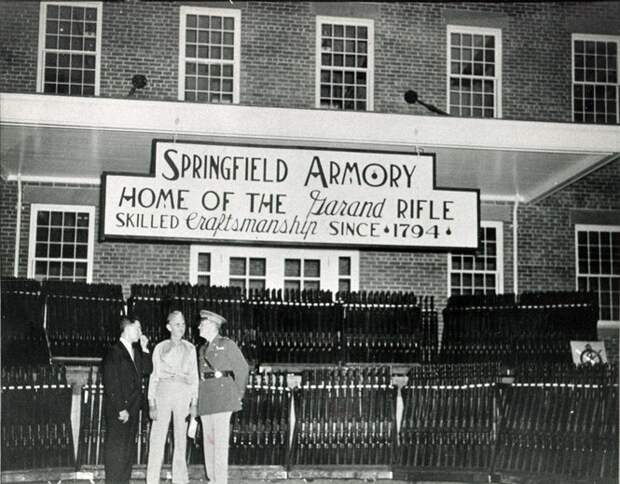 SPRINGFIELD ARMORY
HOME OF THE Garand RIFLE
SKILLED Craftsmanship SINCE • 1794 •